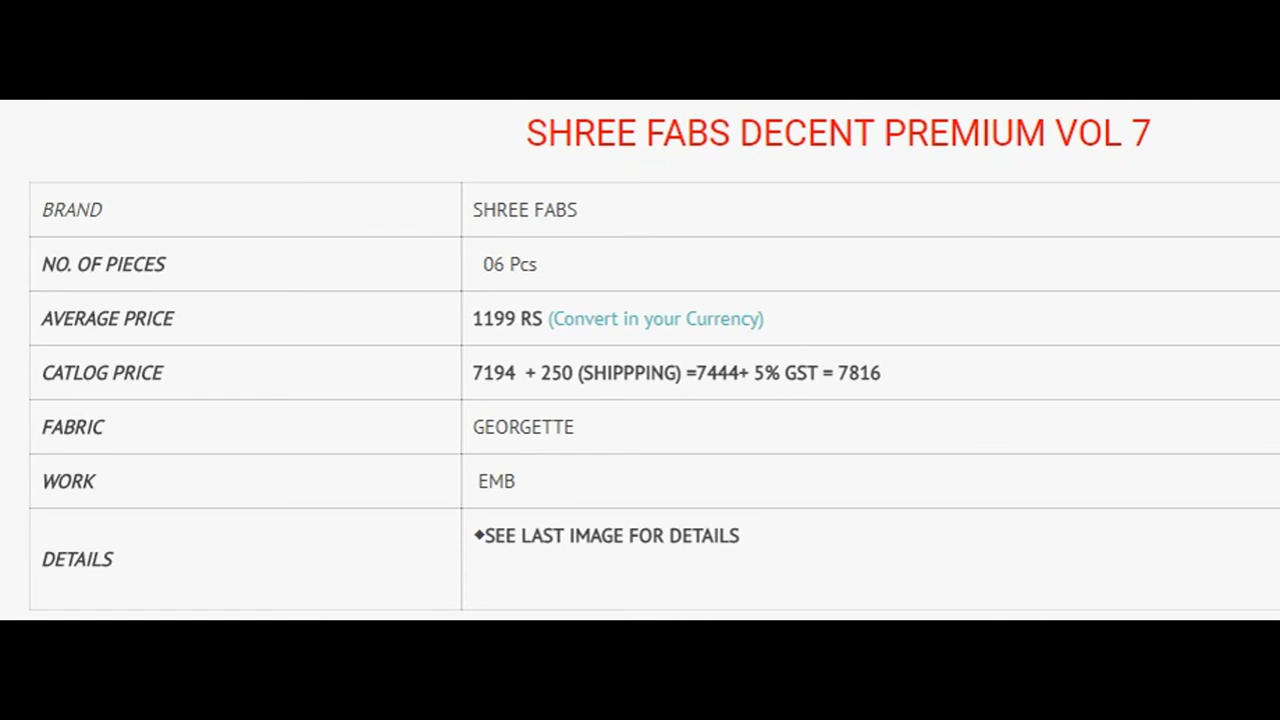 SHREE FABS DECENT PREMIUM VOL 7
BRAND SHREE FABS
NO. OF PIECES 06 Pcs
AVERAGE PRICE 1199 RS (Convert in your Currency)
CATLOG PRICE 7194 + 250 (SHIPPPING) =7444+ 5% GST = 7816
FABRIC GEORGETTE
WORK EMB
DETAILS ◆SEE LAST IMAGE FOR DETAILS